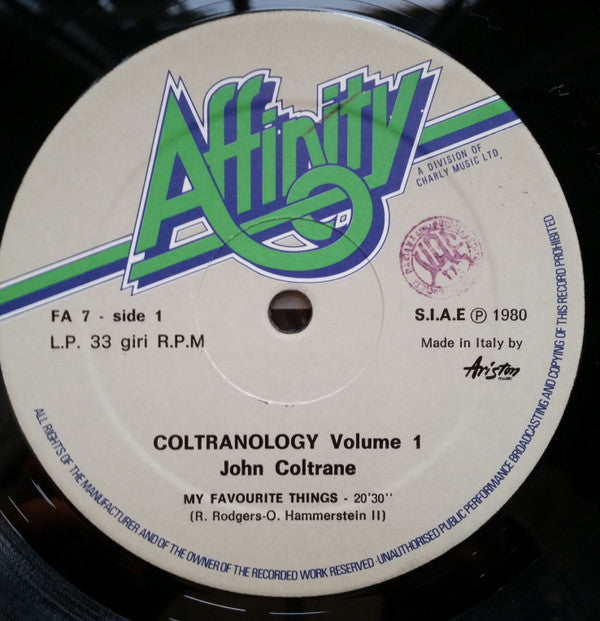 Affinity
A DIVISION OF
CHARLY MUSIC LTD.
FA 7 - side 1
L.P. 33 giri R.P.M
S.I.A.E ℗ 1980
Made in Italy by
Ariston
COLTRANOLOGY Volume 1
John Coltrane
MY FAVOURITE THINGS - 20'30''
(R. Rodgers-O. Hammerstein II)
ALL RIGHTS OF THE MANUFACTURER AND OF THE OWNER OF THE RECORDED WORK RESERVED · UNAUTHORISED PUBLIC PERFORMANCE BROADCASTING AND COPYING OF THIS RECORD PROHIBITED